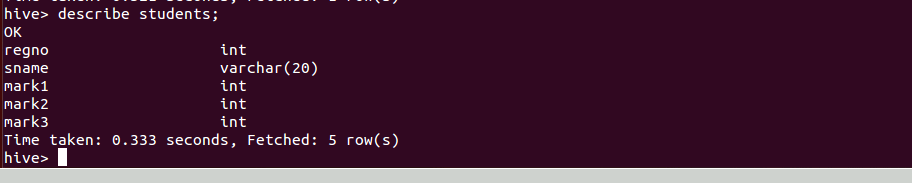 hive> describe students;
OK
regno int
sname varchar(20)
mark1 int
mark2 int
mark3 int
Time taken: 0.333 seconds, Fetched: 5 row(s)
hive>